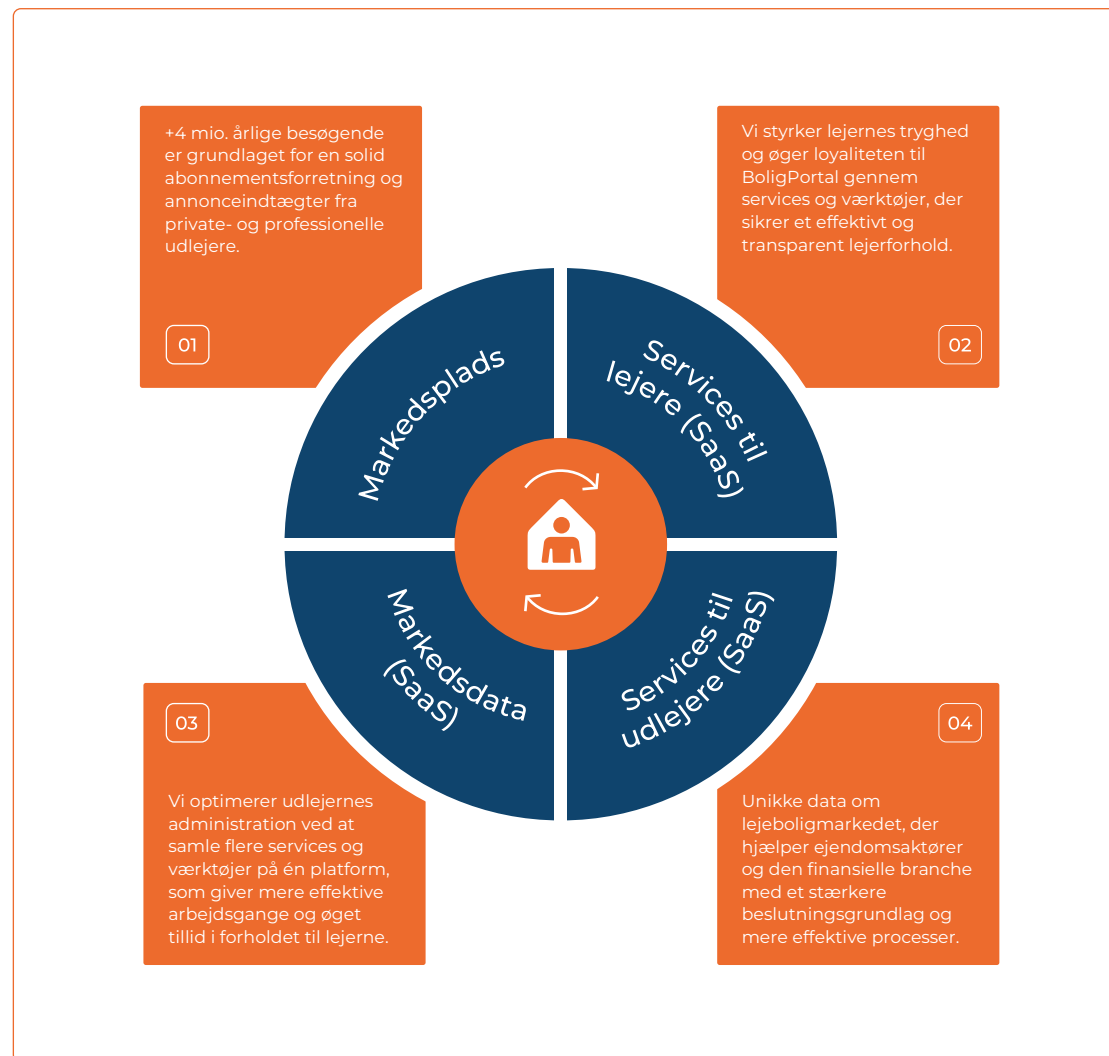 +4 mio. årlige besøgende
er grundlaget for en solid
abonnementsforretning og
annonceindtægter fra
private- og professionelle
udlejere.
01
Vi styrker lejernes tryghed
og øger loyaliteten til
BoligPortal gennem
services og værktøjer, der
sikrer et effektivt og
transparent lejerforhold.
02
Markedsplads
Services til
lejere (SaaS)
Markedsdata
(SaaS)
Services til
udlejere (SaaS)
03
Vi optimerer udlejernes
administration ved at
samle flere services og
værktøjer på én platform,
som giver mere effektive
arbejdsgange og øget
tillid i forholdet til lejerne.
04
Unikke data om
lejeboligmarkedet, der
hjælper ejendomsaktører
og den finansielle branche
med et stærkere
beslutningsgrundlag og
mere effektive processer.